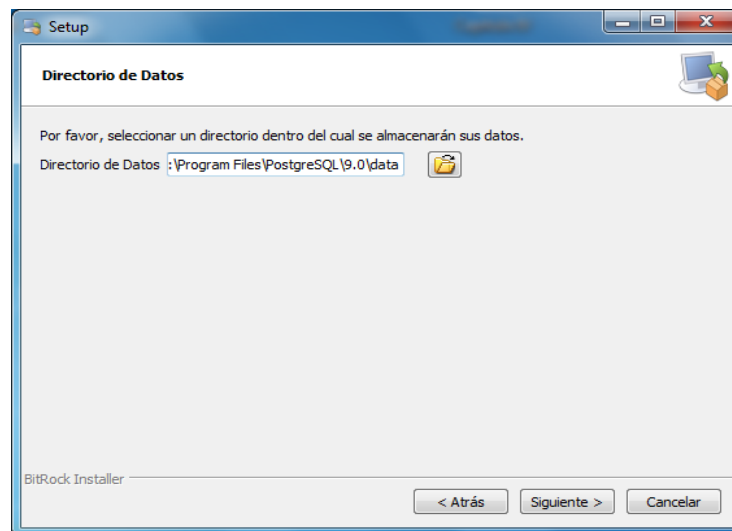 Setup
Directorio de Datos
Por favor, seleccionar un directorio dentro del cual se almacenarán sus datos.
Directorio de Datos :\Program Files\PostgreSQL\9.0\data
BitRock Installer
< Atrás Siguiente > Cancelar